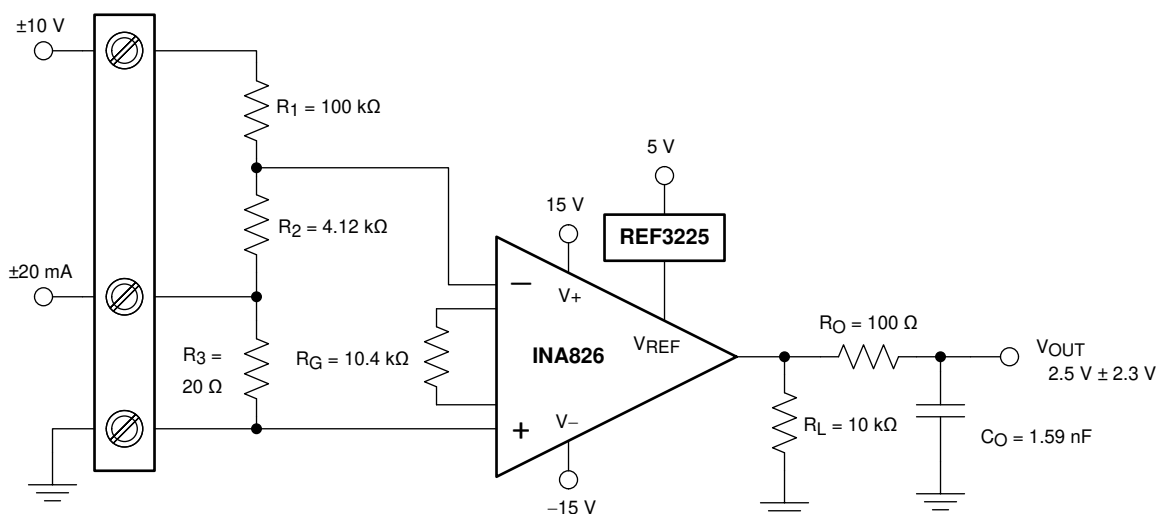 ±10 V
R1 = 100 kΩ
5 V
15 V
REF3225
R2 = 4.12 kΩ
±20 mA
−
V+
RO = 100 Ω
R3 =
20 Ω
RG = 10.4 kΩ
INA826
VREF
VOUT
2.5 V ± 2.3 V
+
V−
RL = 10 kΩ
CO = 1.59 nF
−15 V